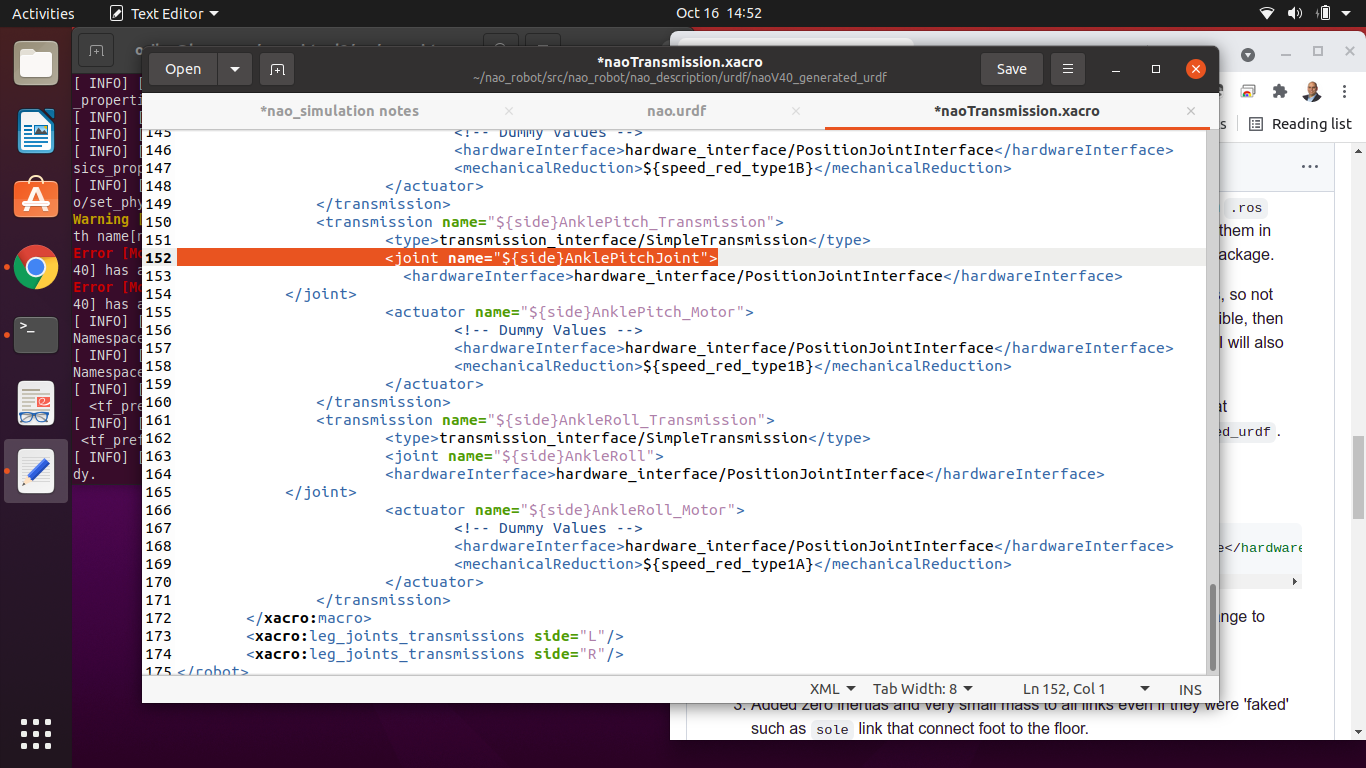 Activities
Text Editor
Oct 16 14:52
Open
*naoTransmission.xacro
~/nao_robot/src/nao_robot/nao_description/urdf/naoV40_generated_urdf
Save
*nao_simulation notes
nao.urdf
*naoTransmission.xacro
145 <!-- Dummy Values -->
146 <hardwareInterface>hardware_interface/PositionJointInterface</hardwareInterface>
147 <mechanicalReduction>${speed_red_type1B}</mechanicalReduction>
148 </actuator>
149 </transmission>
150 <transmission name="${side}AnklePitch_Transmission">
151 <type>transmission_interface/SimpleTransmission</type>
152 <joint name="${side}AnklePitchJoint">
153 <hardwareInterface>hardware_interface/PositionJointInterface</hardwareInterface>
154 </joint>
155 <actuator name="${side}AnklePitch_Motor">
156 <!-- Dummy Values -->
157 <hardwareInterface>hardware_interface/PositionJointInterface</hardwareInterface>
158 <mechanicalReduction>${speed_red_type1B}</mechanicalReduction>
159 </actuator>
160 </transmission>
161 <transmission name="${side}AnkleRoll_Transmission">
162 <type>transmission_interface/SimpleTransmission</type>
163 <joint name="${side}AnkleRoll">
164 <hardwareInterface>hardware_interface/PositionJointInterface</hardwareInterface>
165 </joint>
166 <actuator name="${side}AnkleRoll_Motor">
167 <!-- Dummy Values -->
168 <hardwareInterface>hardware_interface/PositionJointInterface</hardwareInterface>
169 <mechanicalReduction>${speed_red_type1A}</mechanicalReduction>
170 </actuator>
171 </transmission>
172 </xacro:macro>
173 <xacro:leg_joints_transmissions side="L"/>
174 <xacro:leg_joints_transmissions side="R"/>
175 </robot>
XML
Tab Width: 8
Ln 152, Col 1
INS
[ INFO] [
_properti
[ INFO] [
[ INFO] [
[ INFO] [
sics_prop
[ INFO] [
o/set_phy
Warning [
th name[r
Error [Mo
40] has a
Error [Mo
40] has a
[ INFO] [
Namespace
[ INFO] [
Namespace
[ INFO] [
<tf_pre
[ INFO] [
<tf_pref
[ INFO] [
dy.
Reading list
.ros
them in
package.
, so not
ible, then
I will also
at
ed_urdf .
e</hardware
nge to
3. Added zero inertias and very small mass to all links even if they were 'faked'
such as sole link that connect foot to the floor.